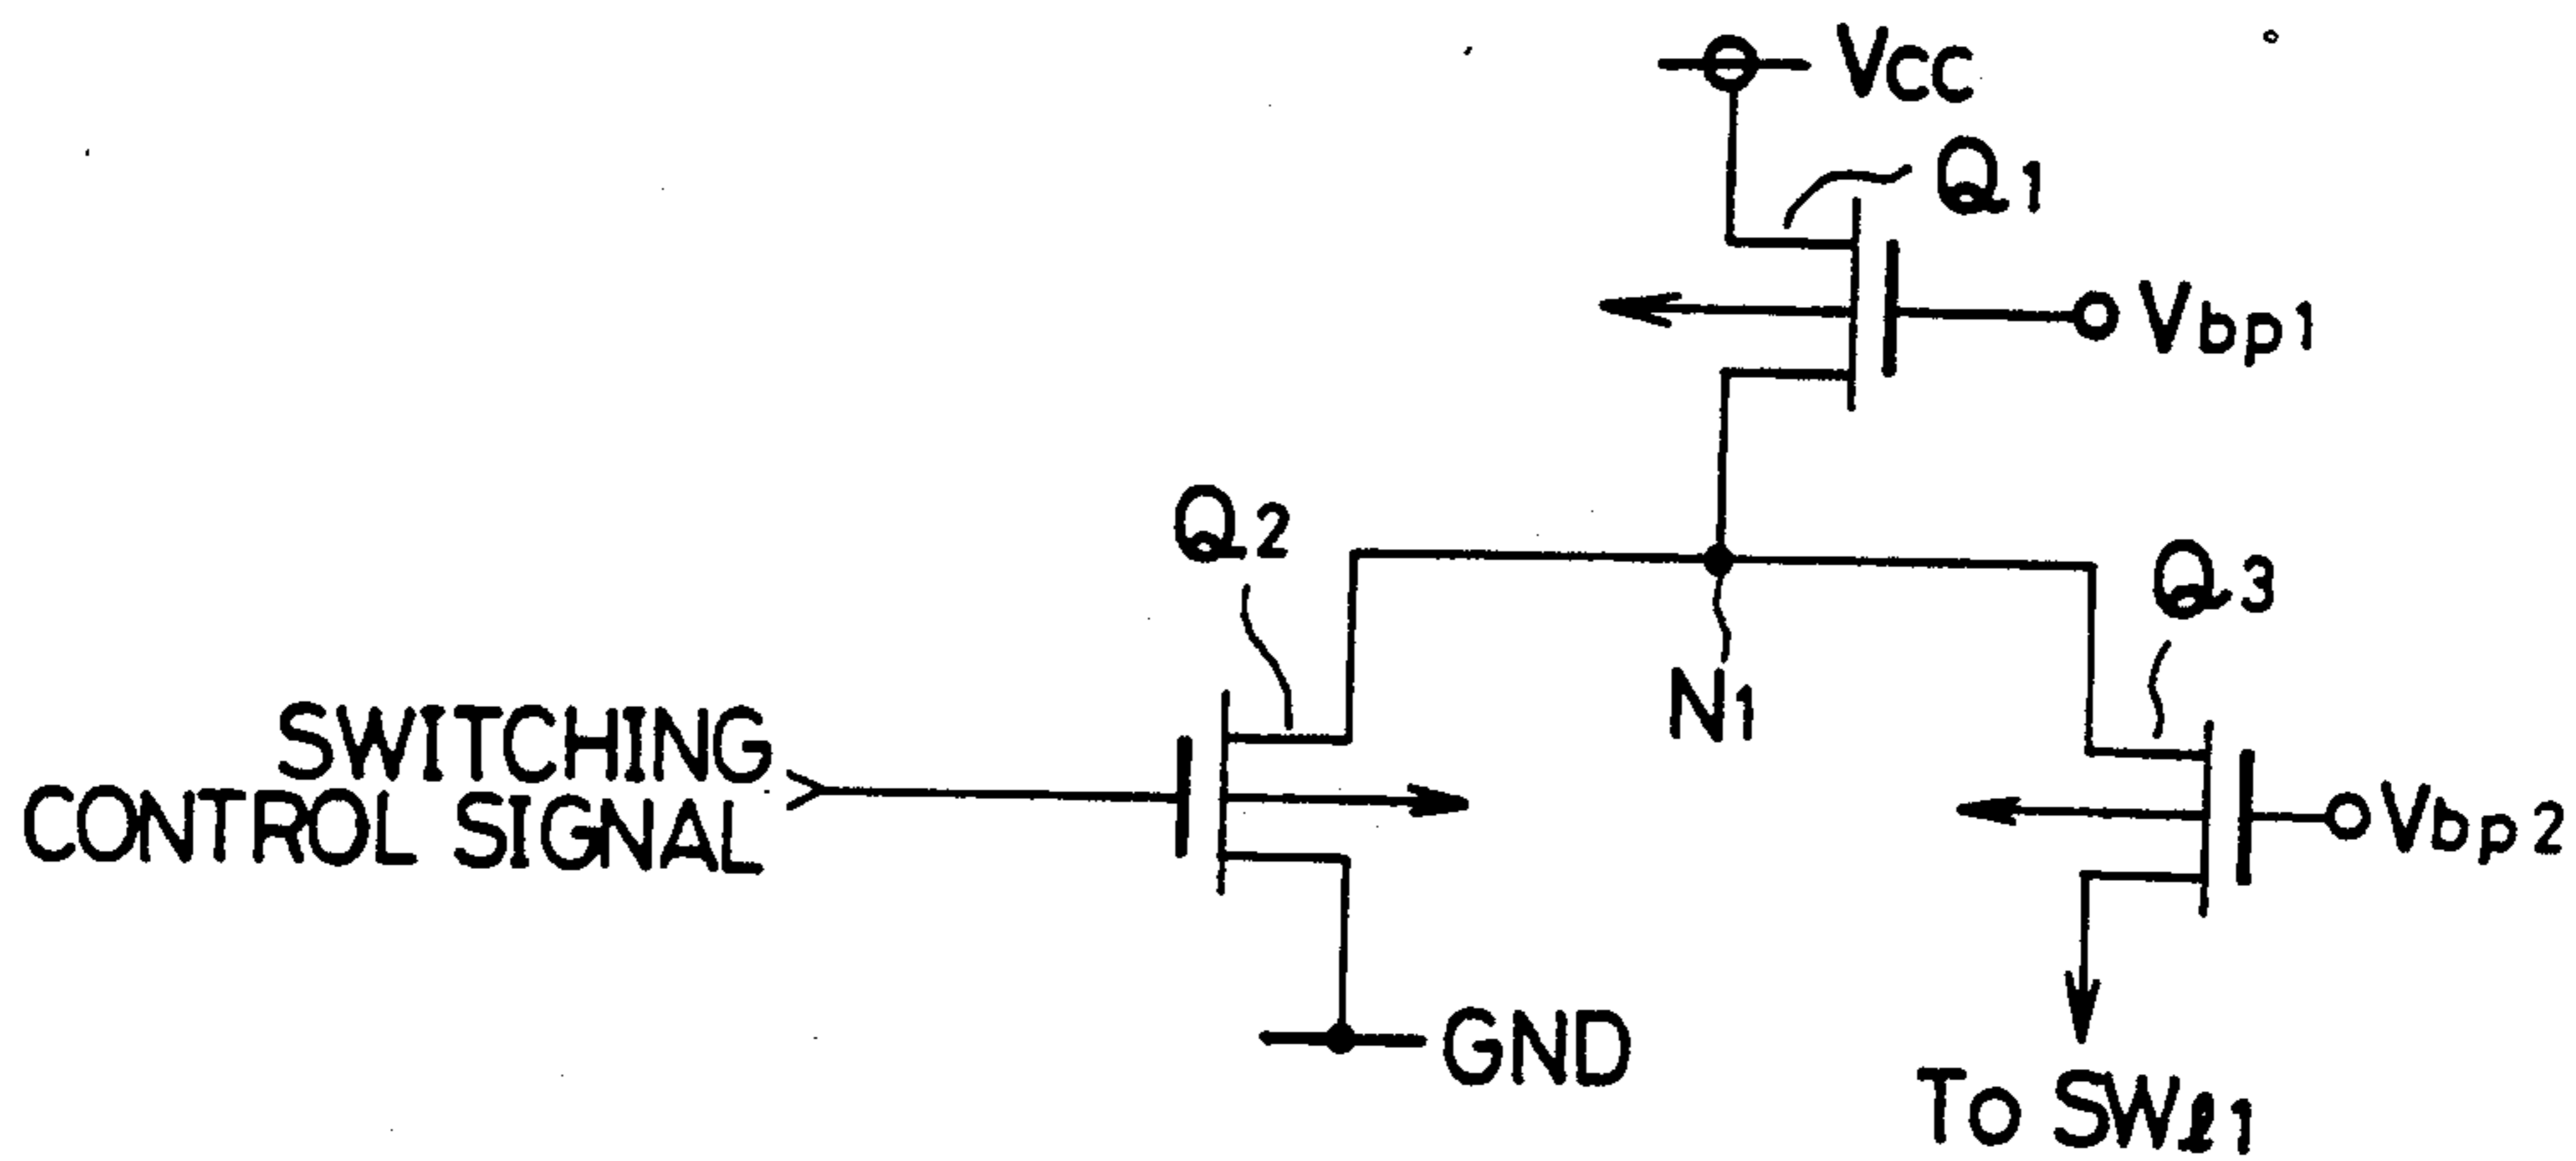 Vcc
Q1
Vbp1
Q2
Q3
N1
SWITCHING
CONTROL SIGNAL
Vbp2
GND
To SWℓ1